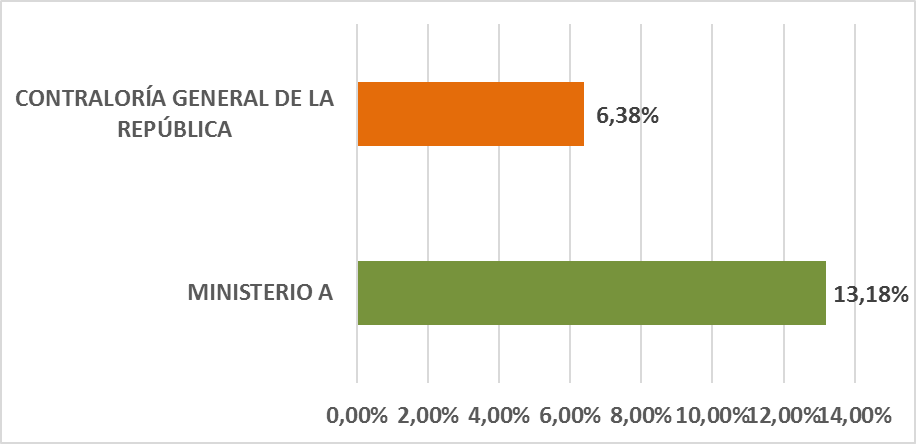 CONTRALORÍA GENERAL DE LA
REPÚBLICA
6,38%
MINISTERIO A
13,18%
0,00% 2,00% 4,00% 6,00% 8,00% 10,00% 12,00% 14,00%